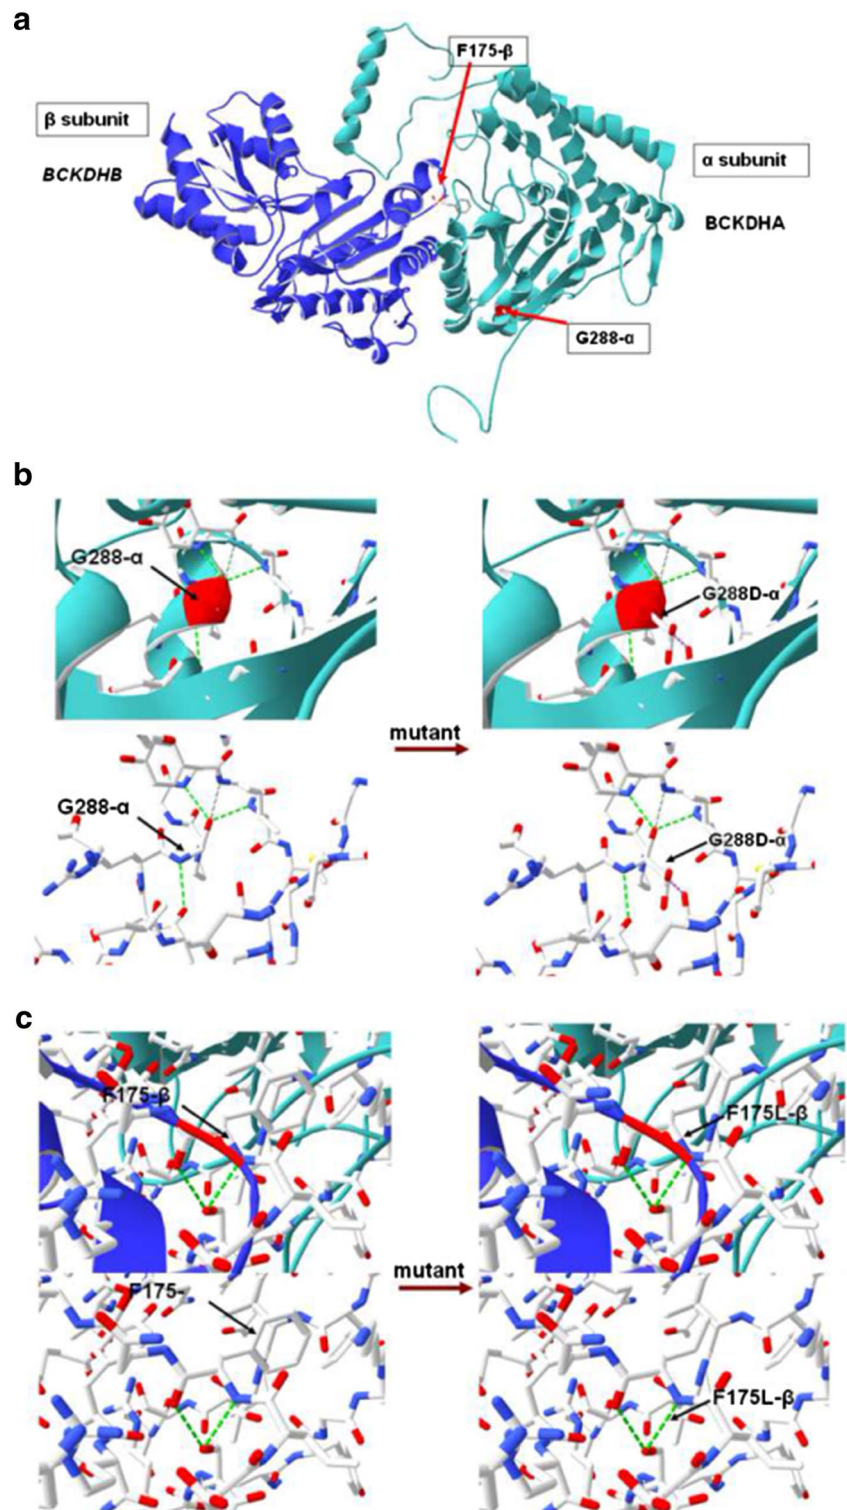 a
F175-β
β subunit
BCKDHB
α subunit
BCKDHA
G288-α
b
G288-α
G288D-α
mutant
G288-α
G288D-α
c
F175-β
F175L-β
mutant
F175-
F175L-β